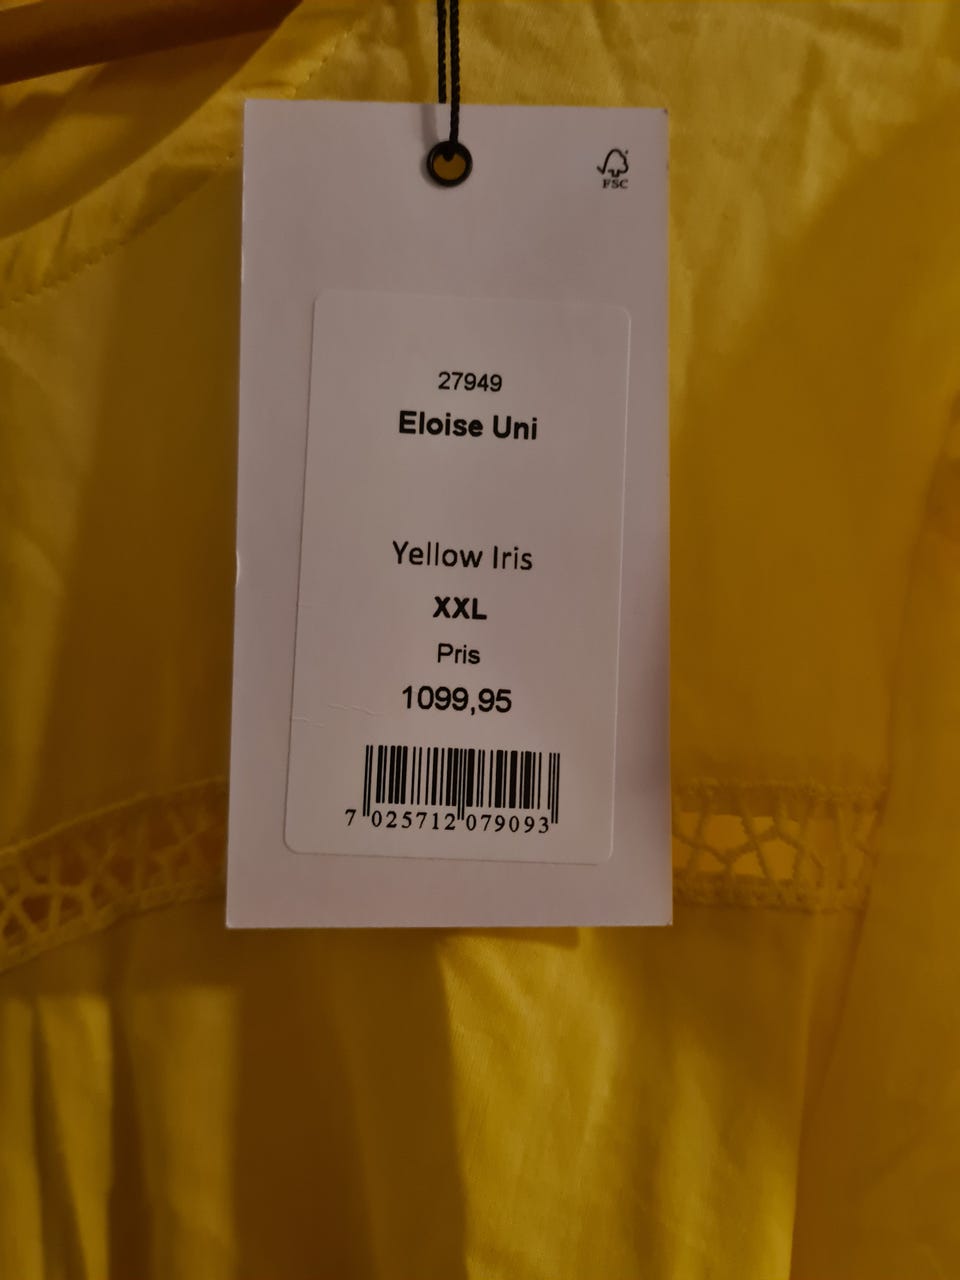 FSC
27949
Eloise Uni
Yellow Iris
XXL
Pris
1099,95
7 025712 079093